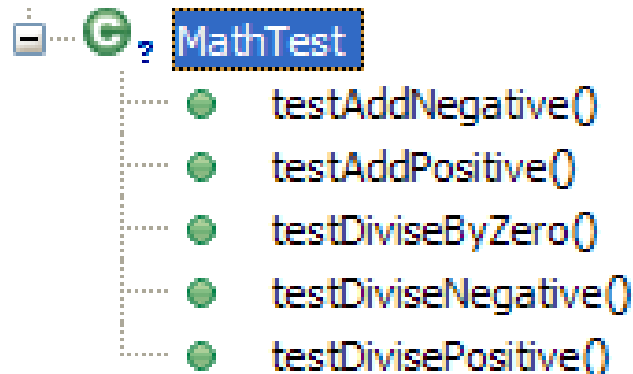 C ? MathTest
testAddNegative()
testAddPositive()
testDiviseByZero()
testDiviseNegative()
testDivisePositive()